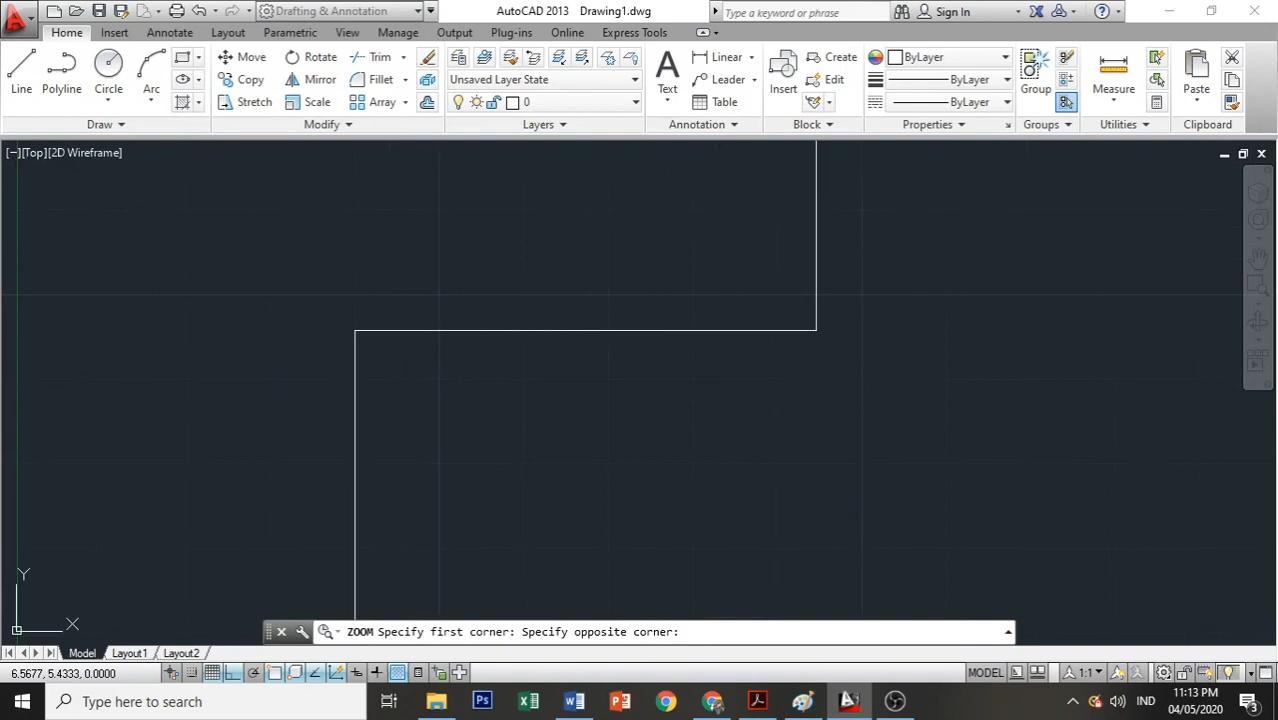 Drafting & Annotation AutoCAD 2013 Drawing1.dwg Type a keyword or phrase Sign In
Home Insert Annotate Layout Parametric View Manage Output Plug-ins Online Express Tools
Line Polyline Circle Arc
Move Rotate Trim
Copy Mirror Fillet
Stretch Scale Array
Unsaved Layer State
0
Text
Linear
Leader
Table
Insert
Create
Edit
ByLayer
ByLayer
ByLayer
Group
Measure
Paste
Draw Modify Layers Annotation Block Properties Groups Utilities Clipboard
[−][Top][2D Wireframe]
Y
X
ZOOM Specify first corner: Specify opposite corner:
Model Layout1 Layout2
6.5677, 5.4333, 0.0000 MODEL 1:1
Type here to search
IND
11:13 PM
04/05/2020
3